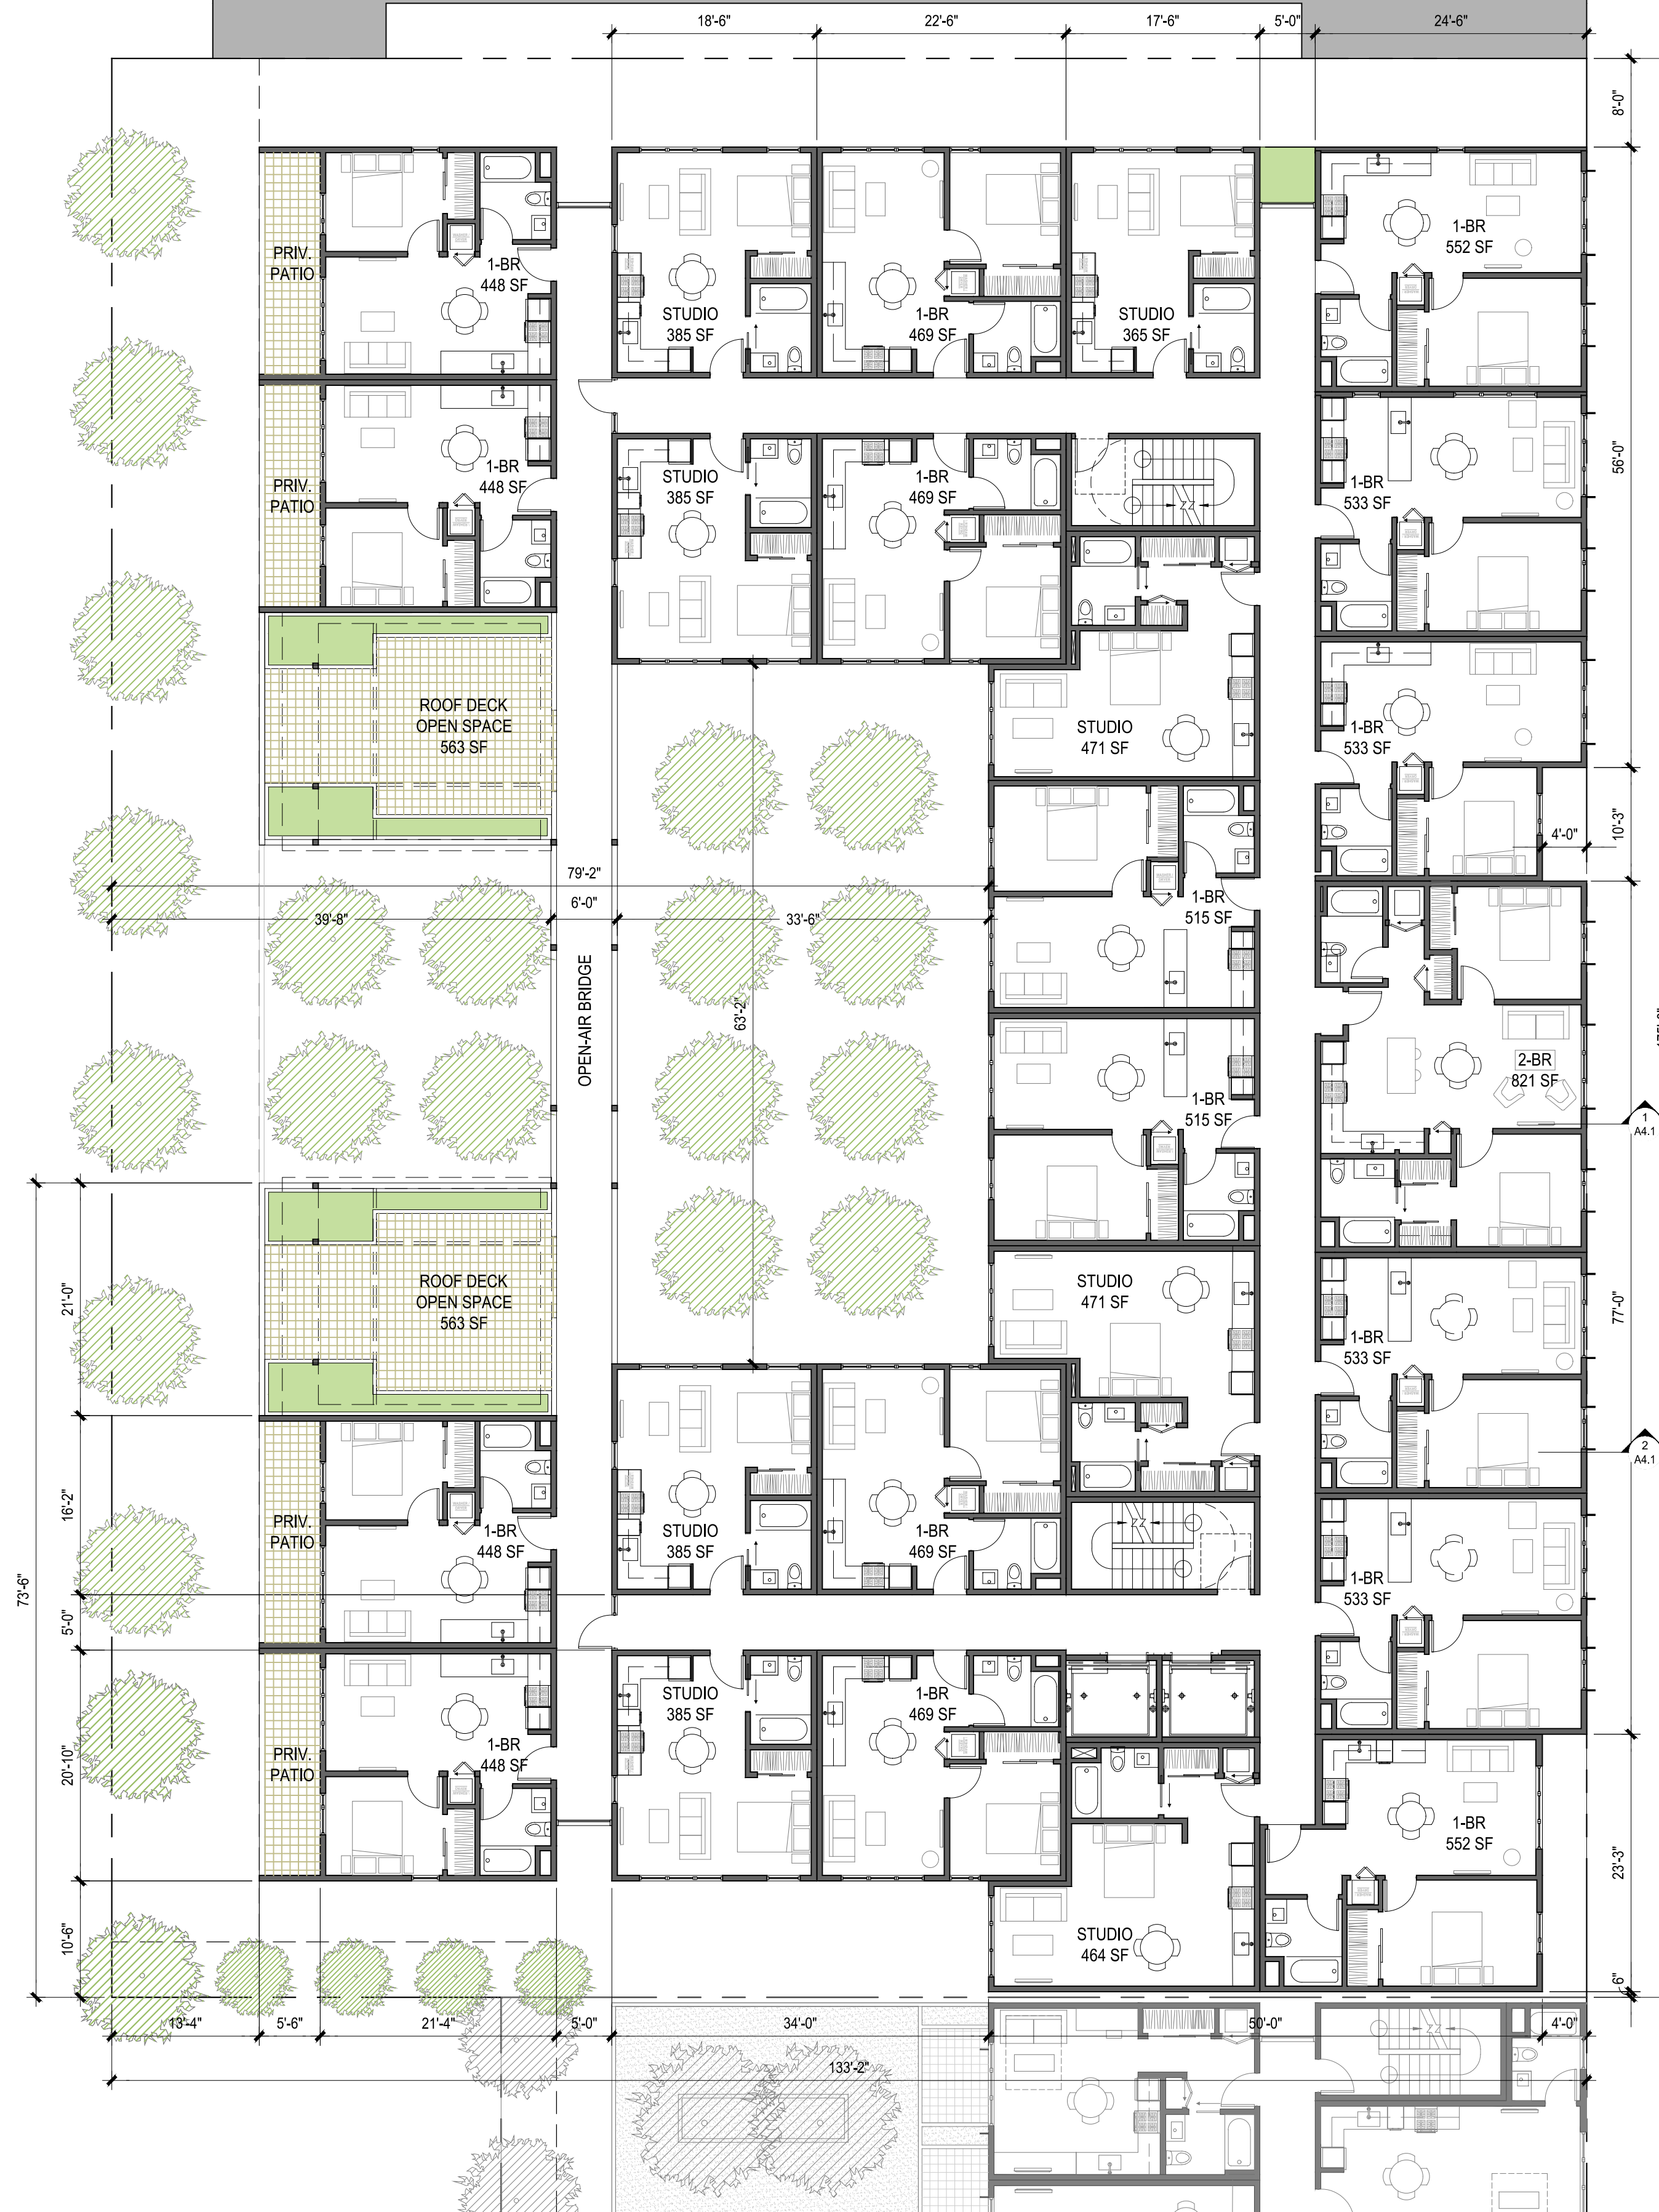 18'-6"
22'-6"
17'-6"
5'-0"
24'-6"
8'-0"
PRIV.
PATIO
1-BR
448 SF
STUDIO
385 SF
1-BR
469 SF
STUDIO
365 SF
1-BR
552 SF
PRIV.
PATIO
1-BR
448 SF
STUDIO
385 SF
1-BR
469 SF
1-BR
533 SF
56'-0"
ROOF DECK
OPEN SPACE
563 SF
STUDIO
471 SF
1-BR
533 SF
10'-3"
4'-0"
79'-2"
6'-0"
39'-8"
33'-6"
1-BR
515 SF
OPEN-AIR BRIDGE
63'-2"
1-BR
515 SF
2-BR
821 SF
1
A4.1
ROOF DECK
OPEN SPACE
563 SF
STUDIO
471 SF
21'-0"
77'-0"
1-BR
533 SF
2
A4.1
16'-2"
PRIV.
PATIO
1-BR
448 SF
STUDIO
385 SF
1-BR
469 SF
1-BR
533 SF
73'-6"
5'-0"
STUDIO
385 SF
1-BR
469 SF
PRIV.
PATIO
1-BR
448 SF
20'-10"
1-BR
552 SF
23'-3"
STUDIO
464 SF
10'-6"
6"
13'-4"
5'-6"
21'-4"
5'-0"
34'-0"
50'-0"
4'-0"
133'-2"